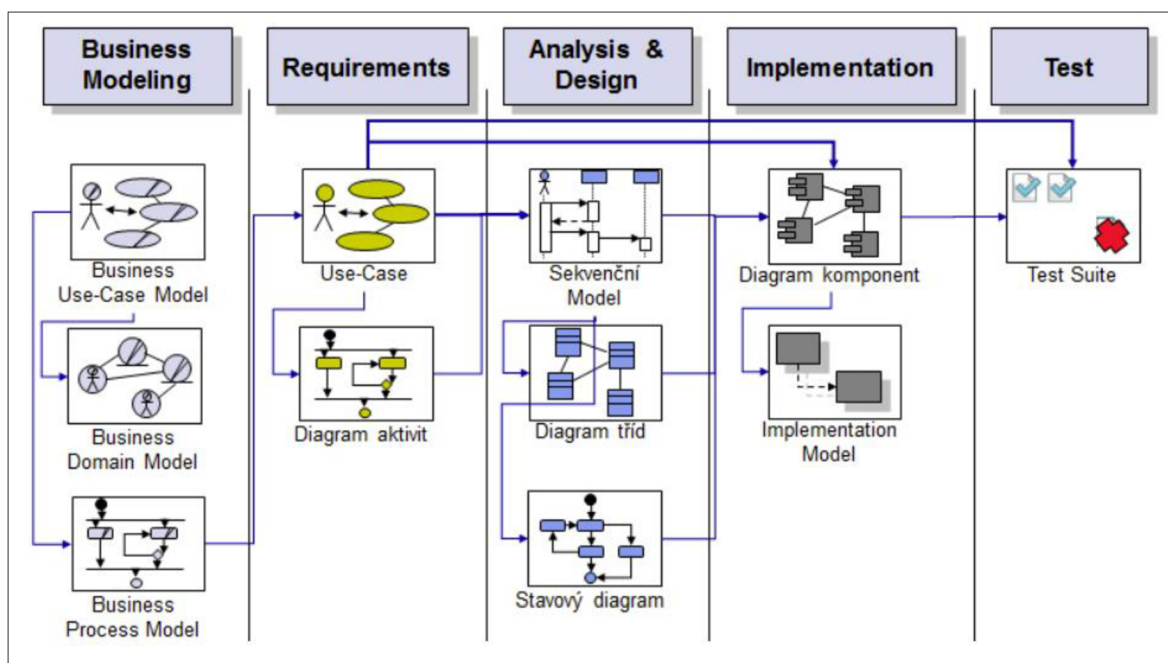 Business
Modeling
Requirements
Analysis &
Design
Implementation
Test
Business
Use-Case Model
Use-Case
Sekvenční
Model
Diagram komponent
Test Suite
Business
Domain Model
Diagram aktivit
Diagram tříd
Implementation
Model
Business
Process Model
Stavový diagram